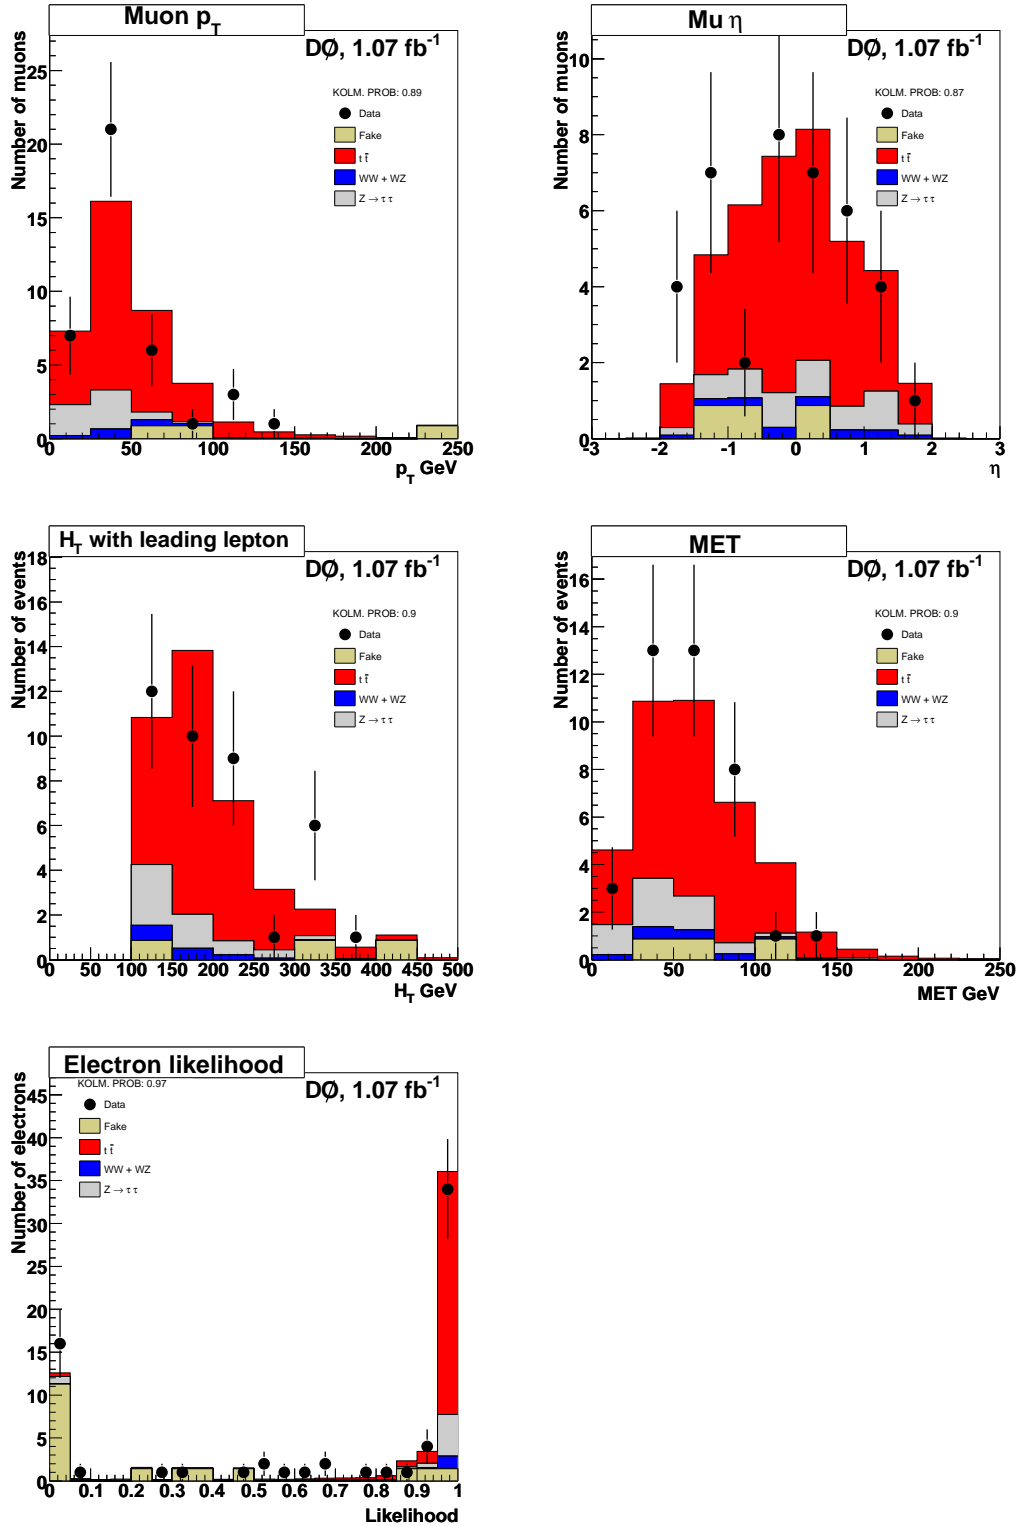 Muon p_T
DØ, 1.07 fb^-1
Number of muons
KOLM. PROB: 0.89
Data
Fake
t t̄
WW + WZ
Z → τ τ
0 5 10 15 20 25
0 50 100 150 200 250
p_T GeV
Mu η
DØ, 1.07 fb^-1
Number of muons
KOLM. PROB: 0.87
Data
Fake
t t̄
WW + WZ
Z → τ τ
0 2 4 6 8 10
-3 -2 -1 0 1 2 3
η
H_T with leading lepton
DØ, 1.07 fb^-1
Number of events
KOLM. PROB: 0.9
Data
Fake
t t̄
WW + WZ
Z → τ τ
0 2 4 6 8 10 12 14 16 18
0 50 100 150 200 250 300 350 400 450 500
H_T GeV
MET
DØ, 1.07 fb^-1
Number of events
KOLM. PROB: 0.9
Data
Fake
t t̄
WW + WZ
Z → τ τ
0 2 4 6 8 10 12 14 16
0 50 100 150 200 250
MET GeV
Electron likelihood
DØ, 1.07 fb^-1
Number of electrons
KOLM. PROB: 0.97
Data
Fake
t t̄
WW + WZ
Z → τ τ
0 5 10 15 20 25 30 35 40 45
0 0.1 0.2 0.3 0.4 0.5 0.6 0.7 0.8 0.9 1
Likelihood